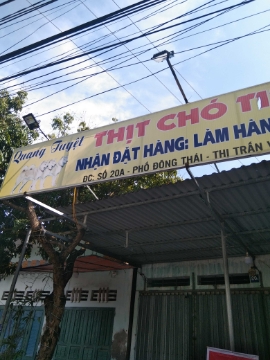 Quang Tuyết
THỊT CHÓ
NHẬN ĐẶT HÀNG: LÀM HÀN
ĐC: SỐ 20A - PHỐ ĐÔNG THÁI - THỊ TRẤN